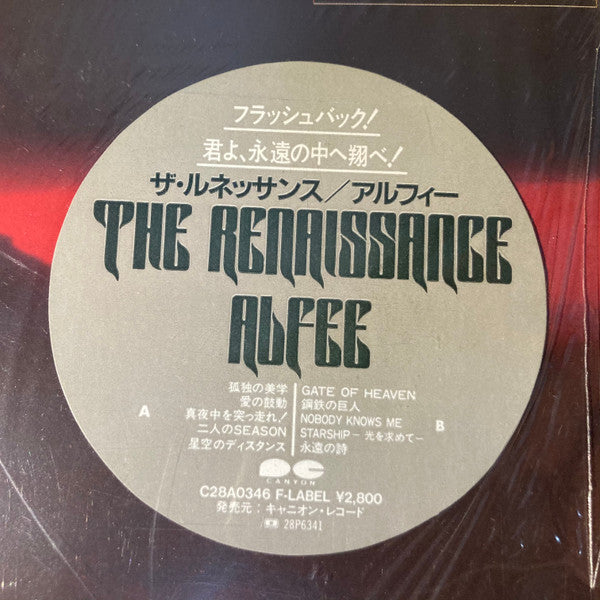 フラッシュバック!
君よ、永遠の中へ翔べ!
ザ・ルネッサンス/アルフィー
THE RENAISSANCE
ALFEE
A
孤独の美学
愛の鼓動
真夜中を突っ走れ!
二人のSEASON
星空のディスタンス
GATE OF HEAVEN
鋼鉄の巨人
NOBODY KNOWS ME
STARSHIP - 光を求めて -
永遠の詩
B
CANYON
C28A0346 F-LABEL ¥2,800
発売元:キャニオン・レコード
28P6341